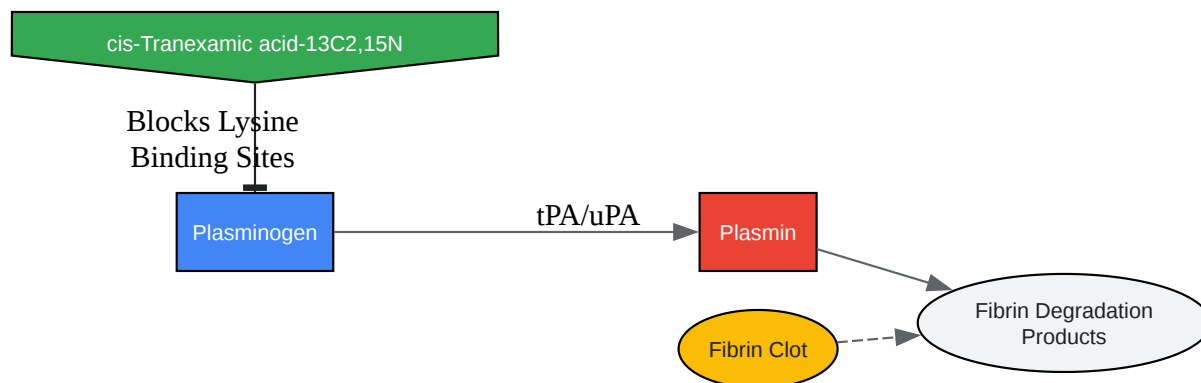 cis-Tranexamic acid-13C2,15N
Blocks Lysine
Binding Sites
Plasminogen
tPA/uPA
Plasmin
Fibrin Clot
Fibrin Degradation
Products